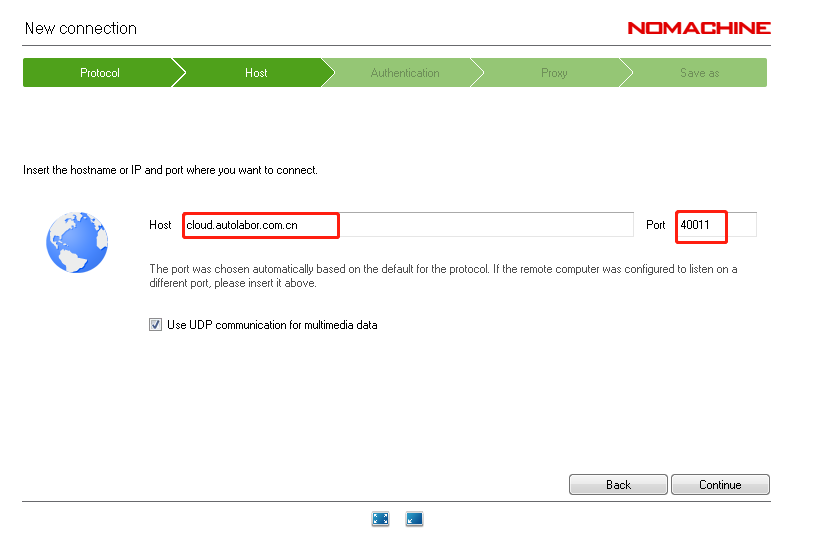 New connection
NOMACHINE
Protocol
Host
Authentication
Proxy
Save as
Insert the hostname or IP and port where you want to connect.
Host
cloud.autolabor.com.cn
Port
40011
The port was chosen automatically based on the default for the protocol. If the remote computer was configured to listen on a
different port, please insert it above.
Use UDP communication for multimedia data
Back
Continue